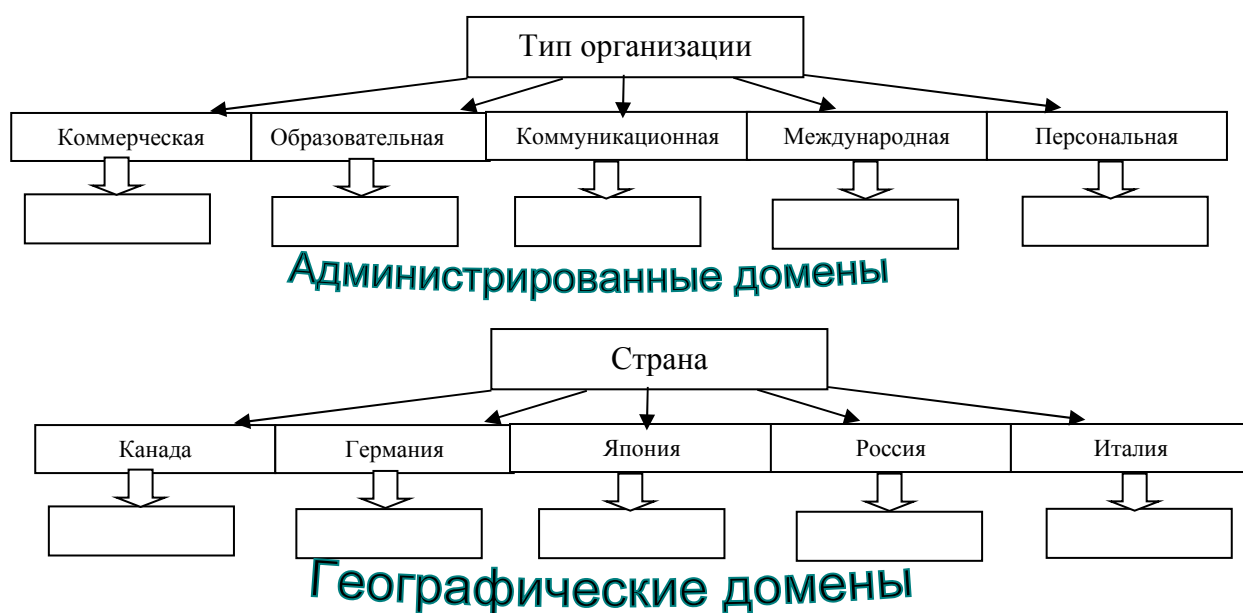 Тип организации
Коммерческая Образовательная Коммуникационная Международная Персональная
Администрированные домены
Страна
Канада Германия Япония Россия Италия
Географические домены